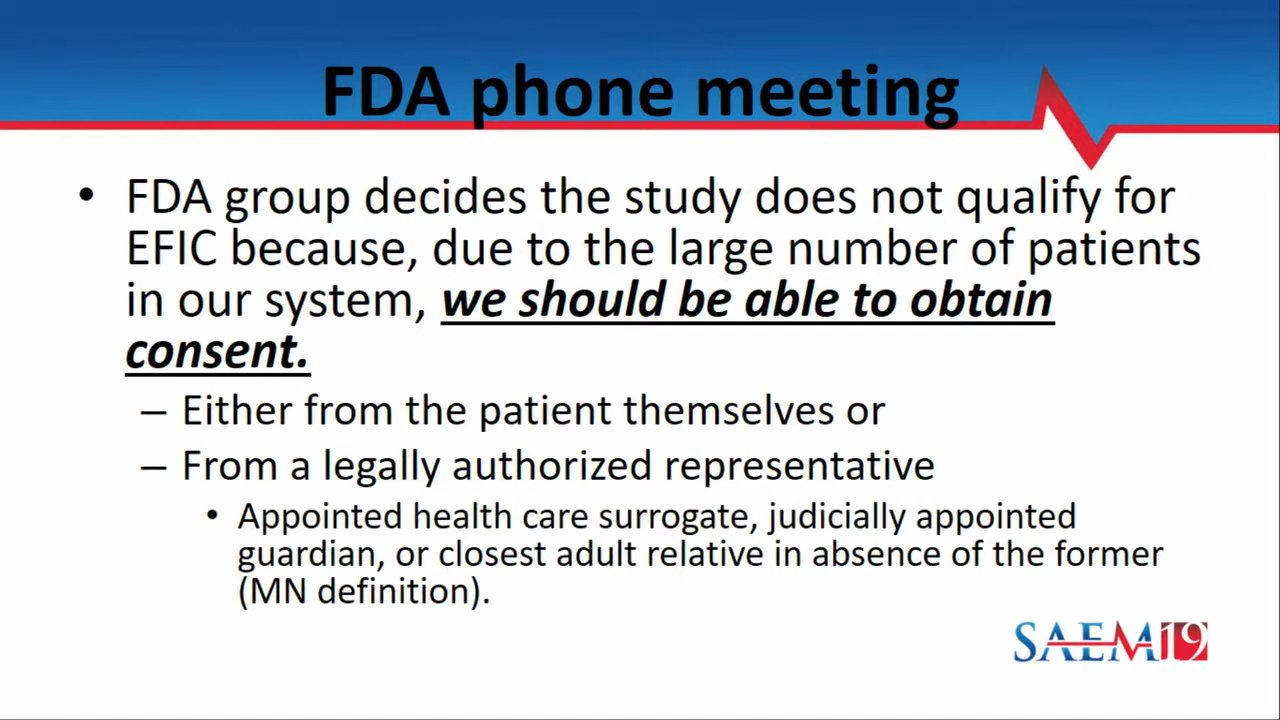 FDA phone meeting
• FDA group decides the study does not qualify for
EFIC because, due to the large number of patients
in our system, we should be able to obtain
consent.
– Either from the patient themselves or
– From a legally authorized representative
• Appointed health care surrogate, judicially appointed
guardian, or closest adult relative in absence of the former
(MN definition).
SAEM19